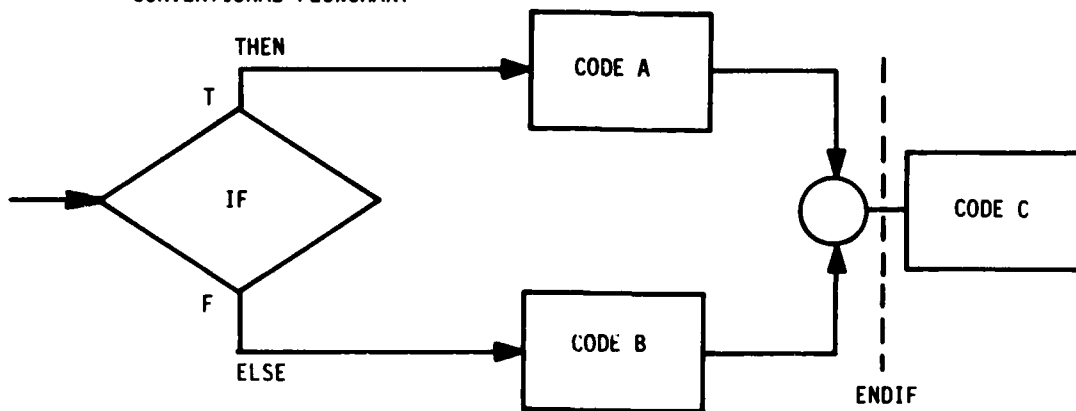 THEN
CODE A
T
IF
CODE C
F
CODE B
ELSE
ENDIF